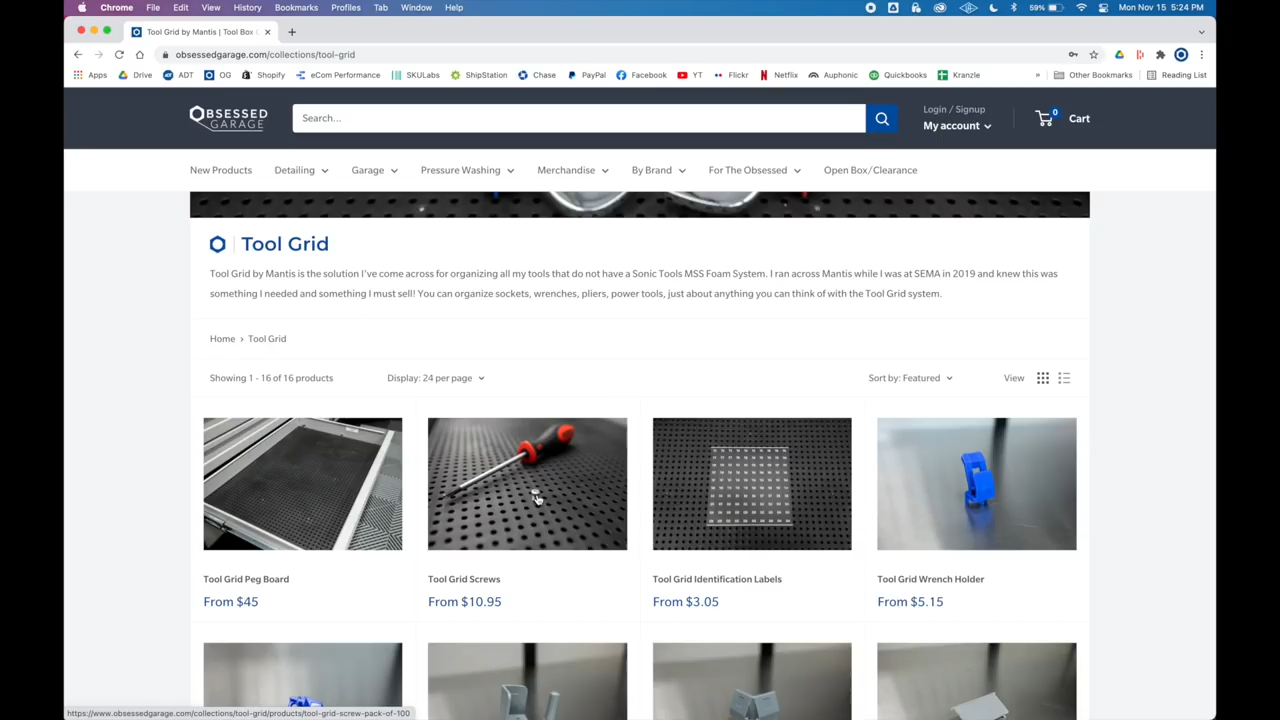 Chrome File Edit View History Bookmarks Profiles Tab Window Help 59% Mon Nov 15 5:24 PM
Tool Grid by Mantis | Tool Box
obsessedgarage.com/collections/tool-grid
Apps Drive ADT OG Shopify eCom Performance SKULabs ShipStation Chase PayPal Facebook YT Flickr Netflix Auphonic Quickbooks Kranzle » Other Bookmarks Reading List
OBSESSED GARAGE
Search...
Login / Signup
My account
0 Cart
New Products Detailing Garage Pressure Washing Merchandise By Brand For The Obsessed Open Box/Clearance
Tool Grid
Tool Grid by Mantis is the solution I've come across for organizing all my tools that do not have a Sonic Tools MSS Foam System. I ran across Mantis while I was at SEMA in 2019 and knew this was
something I needed and something I must sell! You can organize sockets, wrenches, pliers, power tools, just about anything you can think of with the Tool Grid system.
Home > Tool Grid
Showing 1 - 16 of 16 products Display: 24 per page Sort by: Featured View
Tool Grid Peg Board Tool Grid Screws Tool Grid Identification Labels Tool Grid Wrench Holder
From $45 From $10.95 From $3.05 From $5.15
https://www.obsessedgarage.com/collections/tool-grid/products/tool-grid-screw-pack-of-100